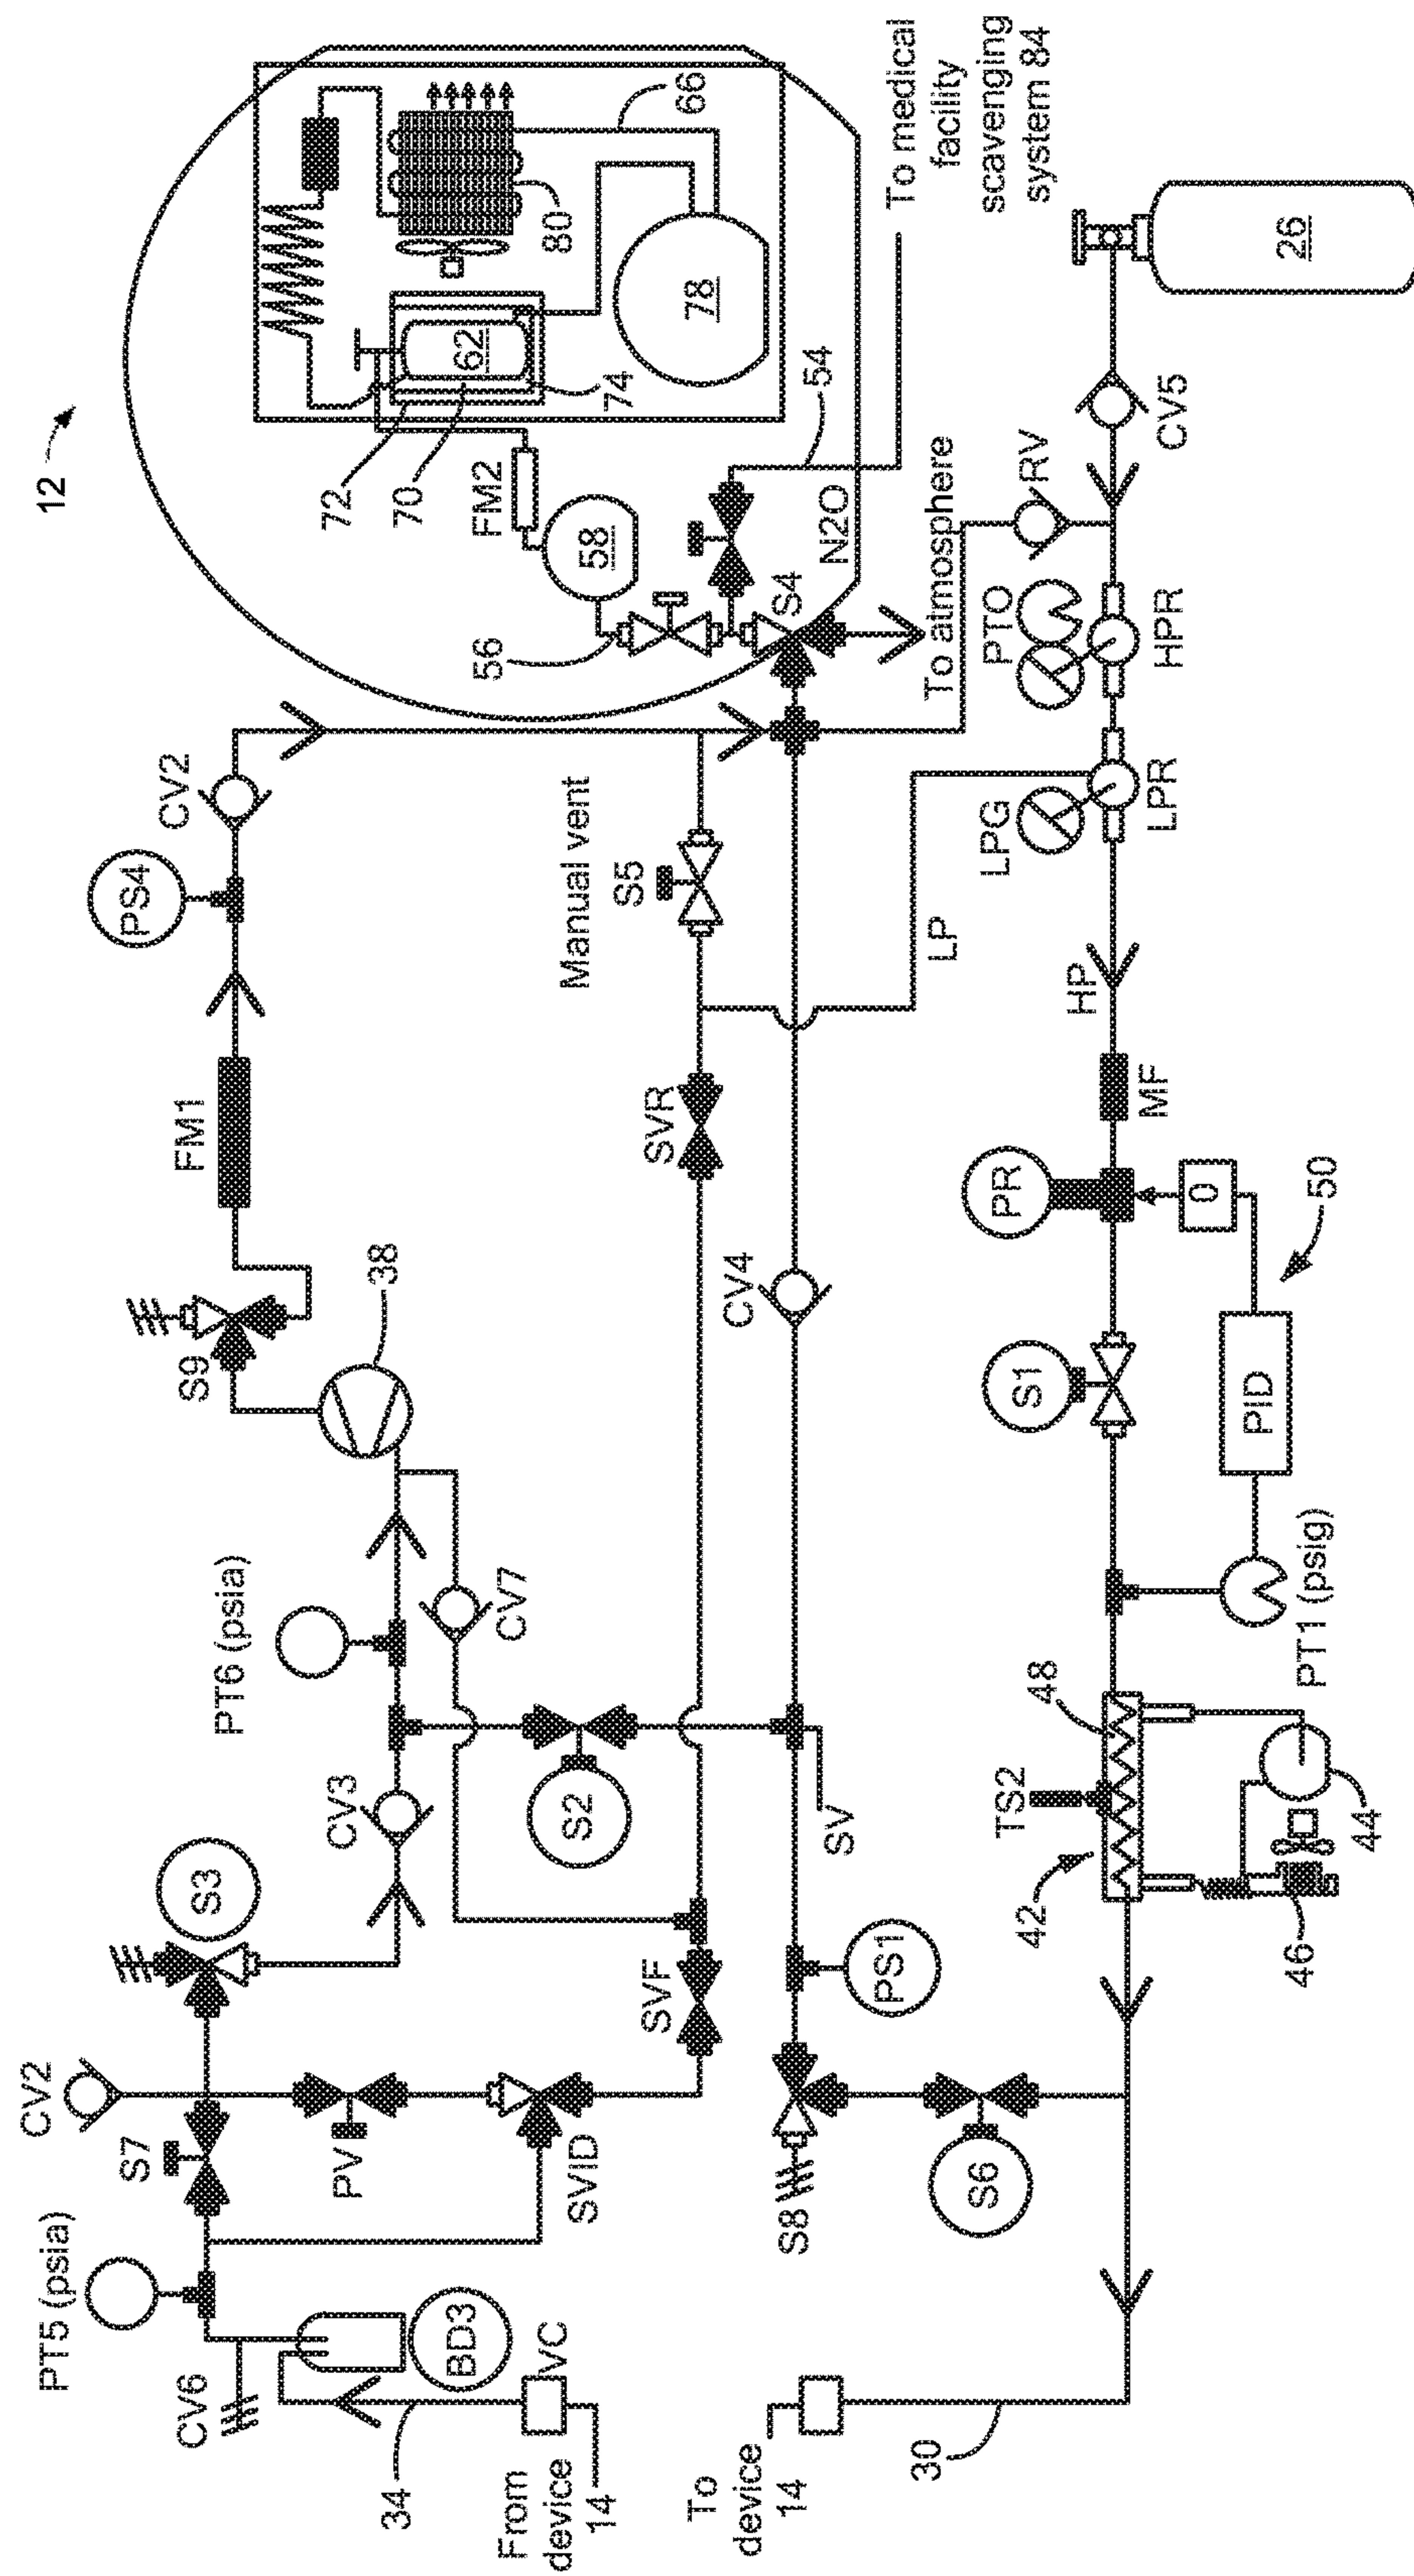 12
CV2
PT5 (psia)
S7
PS4
CV2
CV6
S3
S9
FM1
PT6 (psia)
CV3
38
72
PV
34
BD3
70
62
CV7
74
FM2
56
58
80
66
78
From
device
14
VC
SVID
S2
Manual vent
S5
SVF
SVR
To
device
14
S8
CV4
S4
N2O
54
SV
PS1
To medical
facility
scavenging
system 84
30
S6
LP
To atmosphere
42
TS2
48
S1
PR
HP
LPG
PTO
RV
MF
LPR
HPR
CV5
0
PID
46
44
PT1 (psig)
50
26